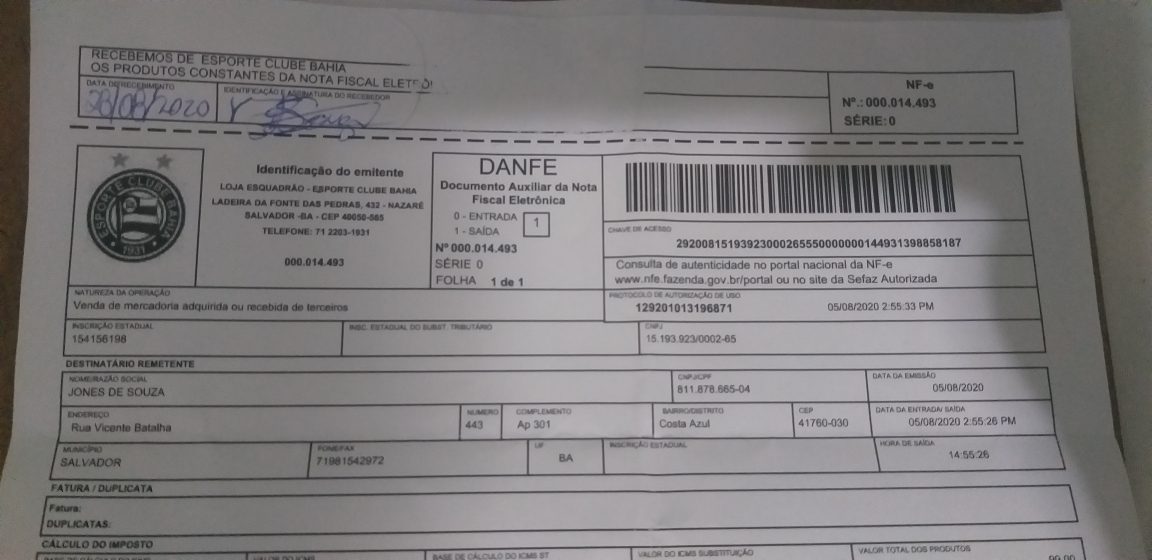 RECEBEMOS DE ESPORTE CLUBE BAHIA
OS PRODUTOS CONSTANTES DA NOTA FISCAL ELETRÔ
DATA DE RECEBIMENTO
28/08/2020
IDENTIFICAÇÃO E ASSINATURA DO RECEBEDOR
NF-e
Nº.: 000.014.493
SÉRIE: 0
ESPORTE CLUBE BAHIA
1931
Identificação do emitente
LOJA ESQUADRÃO - ESPORTE CLUBE BAHIA
LADEIRA DA FONTE DAS PEDRAS, 432 - NAZARÉ
SALVADOR -BA - CEP 40050-565
TELEFONE: 71 2203-1931
000.014.493
DANFE
Documento Auxiliar da Nota
Fiscal Eletrônica
0 - ENTRADA
1 - SAÍDA
1
Nº 000.014.493
SÉRIE 0
FOLHA 1 de 1
CHAVE DE ACESSO
29200815193923000265550000000144931398858187
Consulta de autenticidade no portal nacional da NF-e
www.nfe.fazenda.gov.br/portal ou no site da Sefaz Autorizada
NATUREZA DA OPERAÇÃO
Venda de mercadoria adquirida ou recebida de terceiros
PROTOCOLO DE AUTORIZAÇÃO DE USO
129201013196871 05/08/2020 2:55:33 PM
INSCRIÇÃO ESTADUAL
154156198
INSC. ESTADUAL DO SUBST. TRIBUTÁRIO
CNPJ
15.193.923/0002-65
DESTINATÁRIO REMETENTE
NOME/RAZÃO SOCIAL
JONES DE SOUZA
CNPJ/CPF
811.878.665-04
DATA DA EMISSÃO
05/08/2020
ENDEREÇO
Rua Vicente Batalha
NUMERO
443
COMPLEMENTO
Ap 301
BAIRRO/DISTRITO
Costa Azul
CEP
41760-030
DATA DA ENTRADA/ SAÍDA
05/08/2020 2:55:26 PM
MUNICÍPIO
SALVADOR
FONE/FAX
71981542972
UF
BA
INSCRIÇÃO ESTADUAL
HORA DE SAÍDA
14:55:26
FATURA / DUPLICATA
Fatura:
DUPLICATAS:
CÁLCULO DO IMPOSTO
BASE DE CÁLCULO DO ICMS ST
VALOR DO ICMS SUBSTITUIÇÃO
VALOR TOTAL DOS PRODUTOS